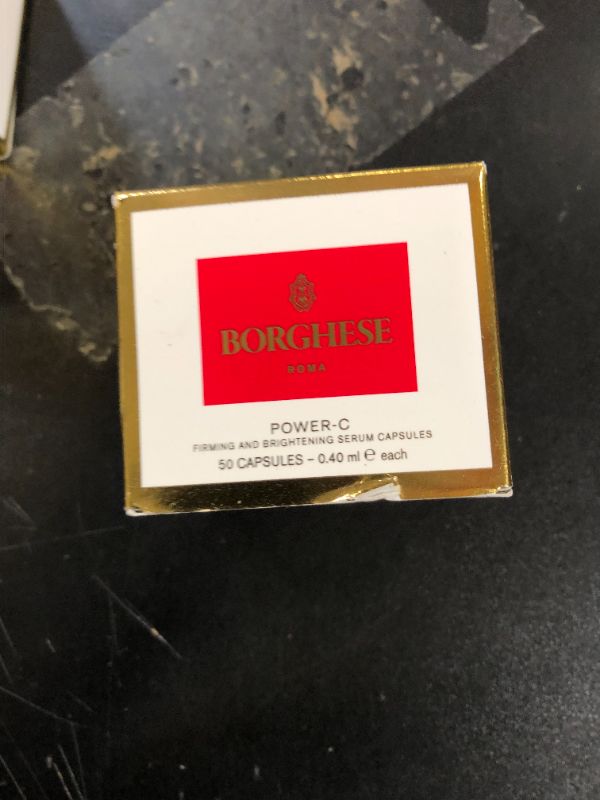 BORGHESE
ROMA
POWER-C
FIRMING AND BRIGHTENING SERUM CAPSULES
50 CAPSULES – 0.40 ml ℮ each